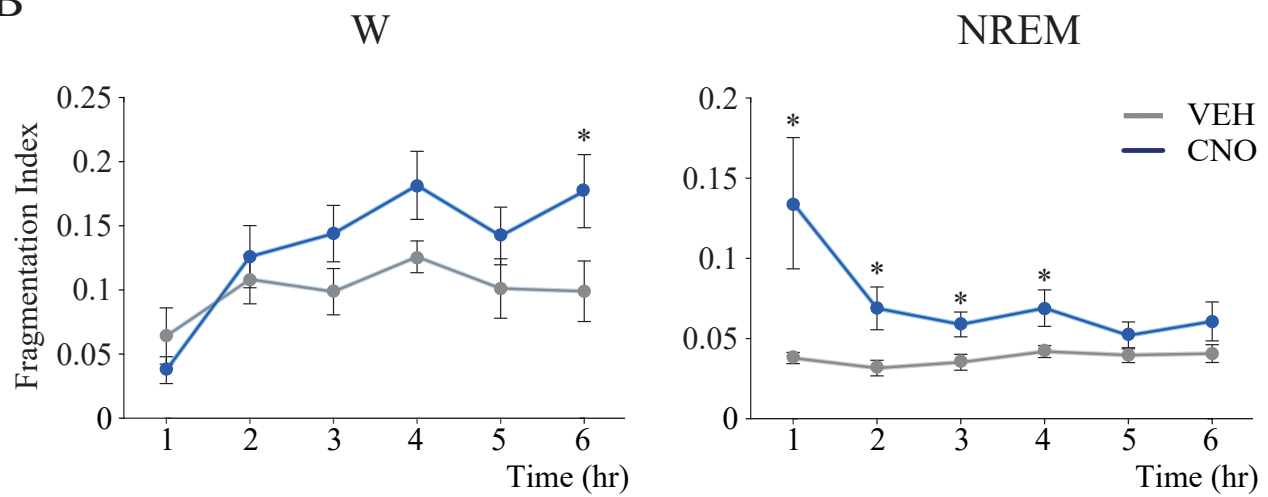 B
W
NREM
Fragmentation Index
0.25
0.2
0.15
0.1
0.05
0
*
1 2 3 4 5 6
Time (hr)
0.2
0.15
0.1
0.05
0
*
*
*
*
1 2 3 4 5 6
Time (hr)
VEH
CNO